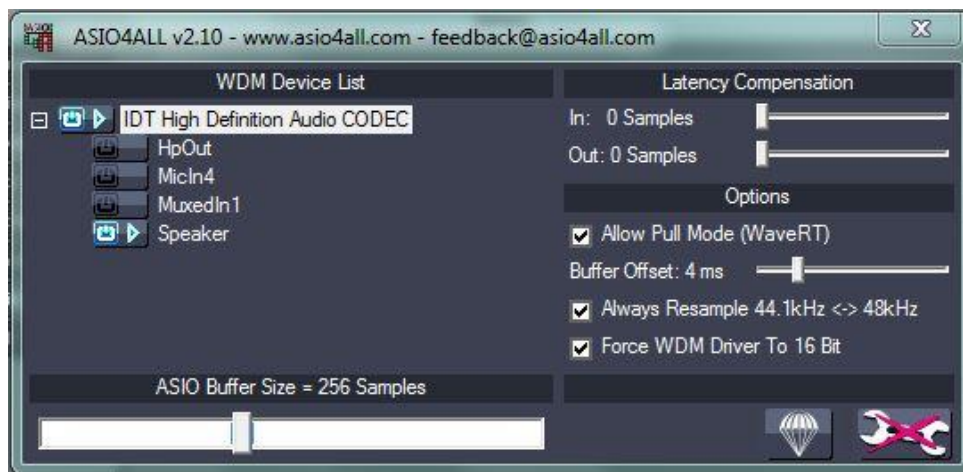 ASIO4ALL v2.10 - www.asio4all.com - feedback@asio4all.com
WDM Device List
IDT High Definition Audio CODEC
HpOut
MicIn4
MuxedIn1
Speaker
ASIO Buffer Size = 256 Samples
Latency Compensation
In: 0 Samples
Out: 0 Samples
Options
Allow Pull Mode (WaveRT)
Buffer Offset: 4 ms
Always Resample 44.1kHz <-> 48kHz
Force WDM Driver To 16 Bit